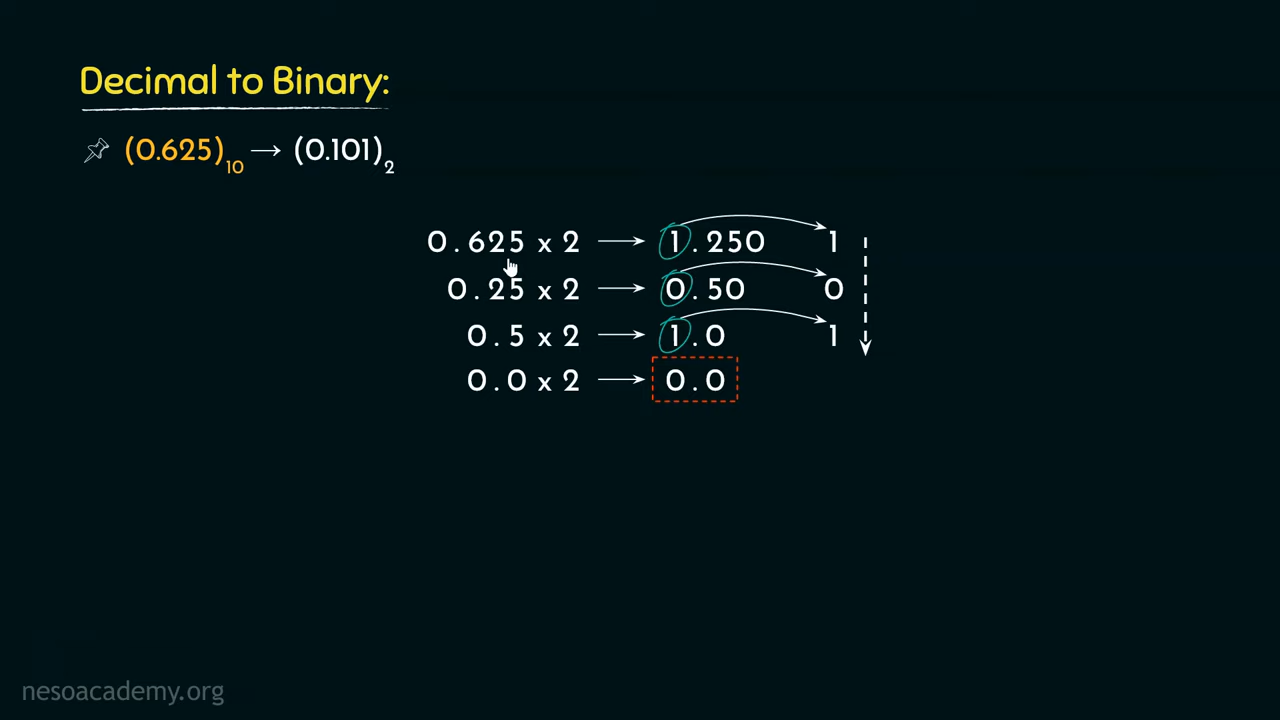 Decimal to Binary:
(0.625)₁₀ → (0.101)₂
0.625 x 2 → 1.250 1
0.25 x 2 → 0.50 0
0.5 x 2 → 1.0 1
0.0 x 2 → 0.0
nesoacademy.org